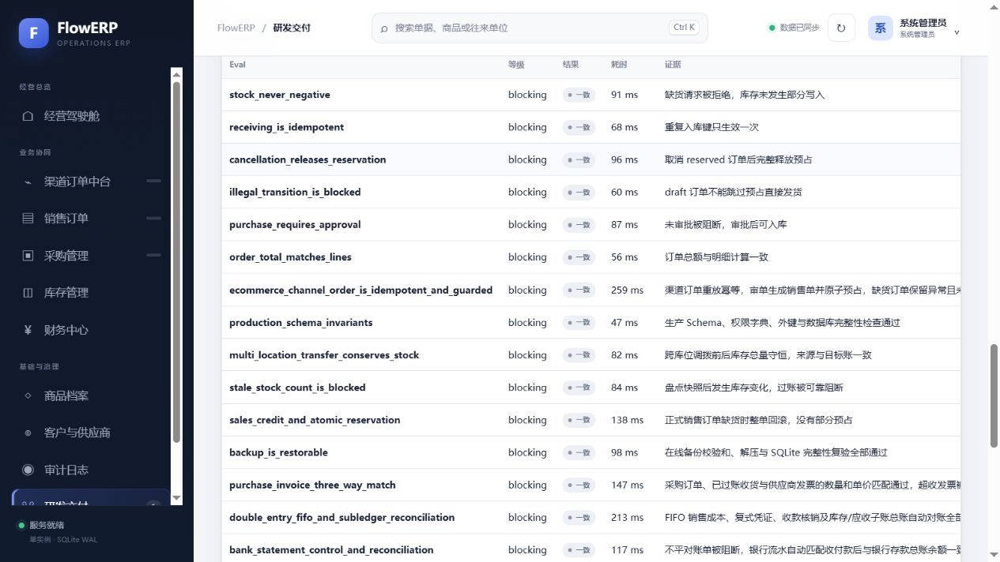 F FlowERP
OPERATIONS ERP
经营总览
经营驾驶舱
业务协同
渠道订单中台
销售订单
采购管理
库存管理
财务中心
基础与治理
商品档案
客户与供应商
审计日志
研发交付
服务就绪
单实例 · SQLite WAL
FlowERP / 研发交付
搜索单据、商品或往来单位 Ctrl K
数据已同步
系 系统管理员
系统管理员
Eval 等级 结果 耗时 证据
stock_never_negative blocking 一致 91 ms 缺货请求被拒绝，库存未发生部分写入
receiving_is_idempotent blocking 一致 68 ms 重复入库键只生效一次
cancellation_releases_reservation blocking 一致 96 ms 取消 reserved 订单后完整释放预占
illegal_transition_is_blocked blocking 一致 60 ms draft 订单不能跳过预占直接发货
purchase_requires_approval blocking 一致 87 ms 未审批被阻断，审批后可入库
order_total_matches_lines blocking 一致 56 ms 订单总额与明细计算一致
ecommerce_channel_order_is_idempotent_and_guarded blocking 一致 259 ms 渠道订单重放幂等，审单生成销售单并原子预占，缺货订单保留异常且
production_schema_invariants blocking 一致 47 ms 生产 Schema、权限字典、外键与数据库完整性检查通过
multi_location_transfer_conserves_stock blocking 一致 82 ms 跨库位调拨前后库存总量守恒，来源与目标账一致
stale_stock_count_is_blocked blocking 一致 84 ms 盘点快照后发生库存变化，过账被可靠阻断
sales_credit_and_atomic_reservation blocking 一致 138 ms 正式销售订单缺货时整单回滚，没有部分预占
backup_is_restorable blocking 一致 98 ms 在线备份校验和、解压与 SQLite 完整性复验全部通过
purchase_invoice_three_way_match blocking 一致 147 ms 采购订单、已过账收货与供应商发票的数量和单价匹配通过，超收发票
double_entry_fifo_and_subledger_reconciliation blocking 一致 213 ms FIFO 销售成本、复式凭证、收款核销及库存/应收子账总账自动对账全
bank_statement_control_and_reconciliation blocking 一致 117 ms 不平对账单被阻断，银行流水自动匹配收付款后与银行存款总账余额一